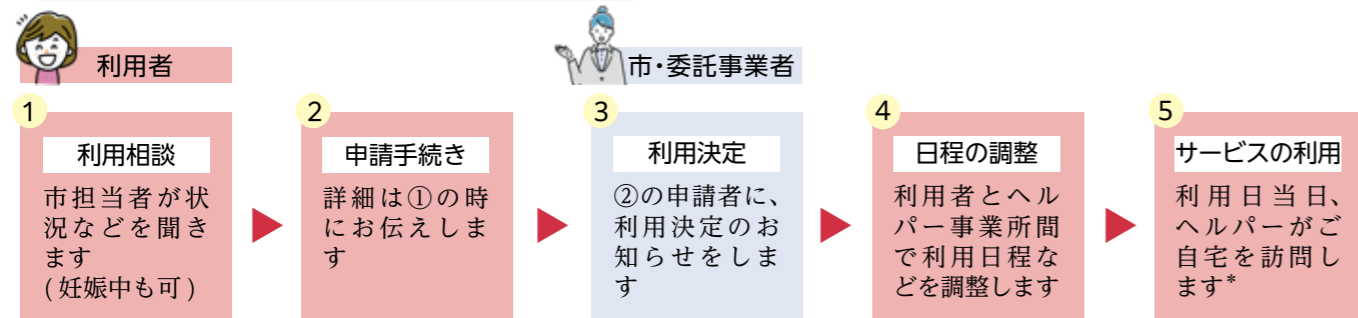 利用者
市・委託事業者
1
利用相談
市担当者が状
況などを聞き
ます
(妊娠中も可)
2
申請手続き
詳細は①の時
にお伝えしま
す
3
利用決定
②の申請者に、
利用決定のお
知らせをしま
す
4
日程の調整
利用者とヘル
パー事業所間
で利用日程な
どを調整します
5
サービスの利用
利用日当日、
ヘルパーがご
自宅を訪問し
ます*